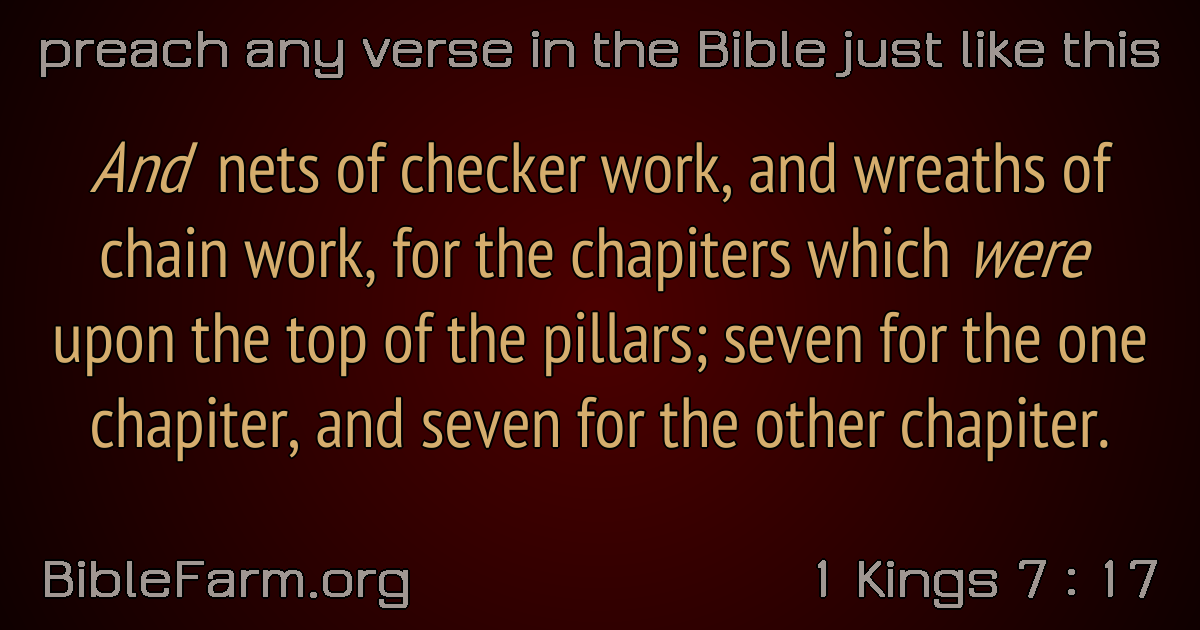 preach any verse in the Bible just like this
And nets of checker work, and wreaths of
chain work, for the chapiters which were
upon the top of the pillars; seven for the one
chapiter, and seven for the other chapiter.
BibleFarm.org
1 Kings 7 : 17